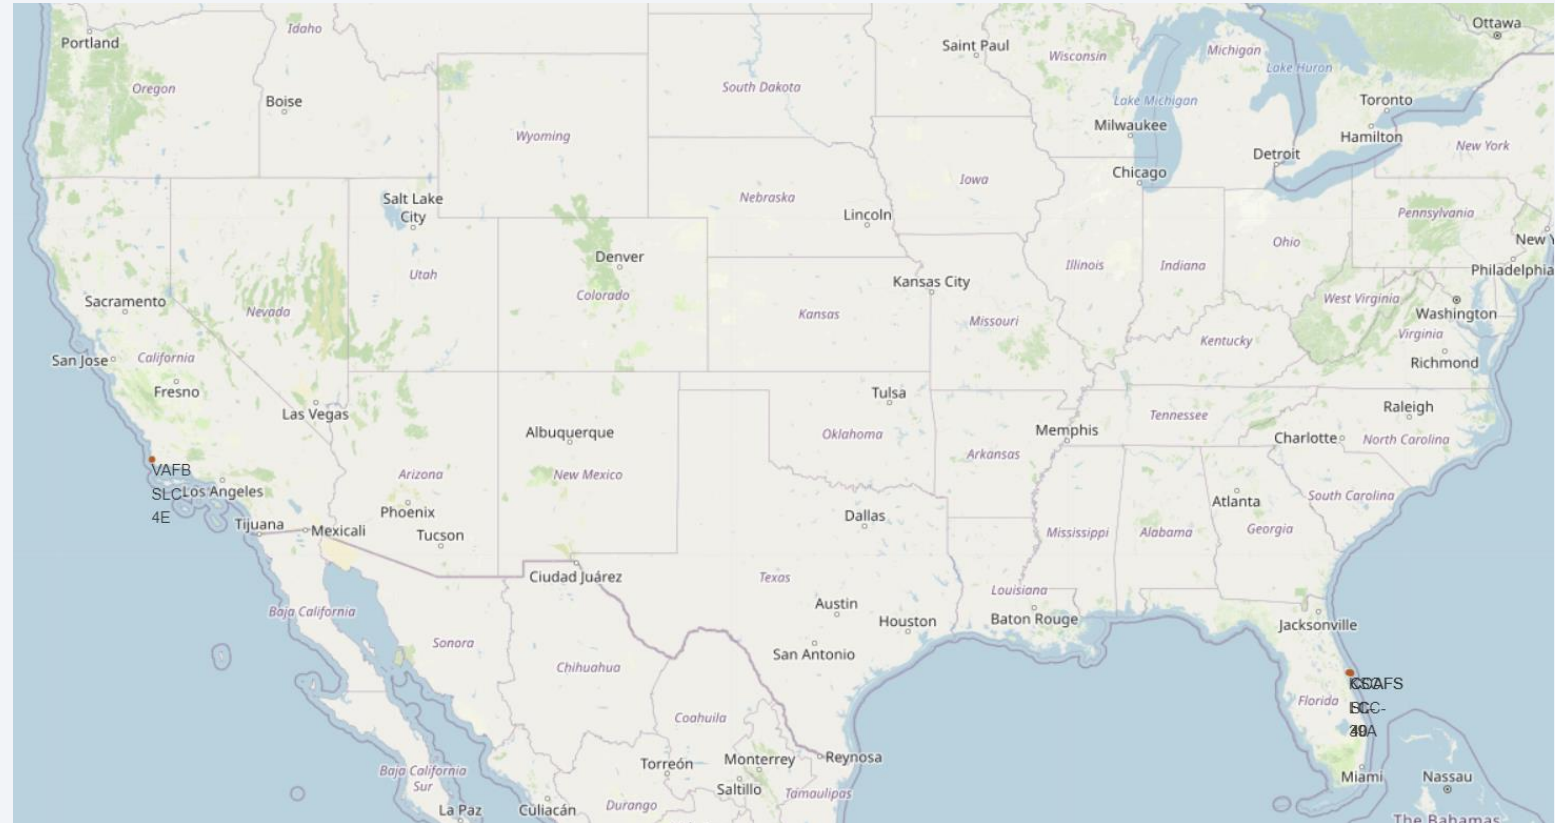 Ottawa
Portland
Idaho
Saint Paul
Wisconsin
Michigan
Lake Huron
Oregon
South Dakota
Boise
Lake Michigan
Toronto
Wyoming
Milwaukee
Hamilton
New York
Detroit
Chicago
Iowa
Salt Lake
City
Nebraska
Lincoln
Pennsylvania
New Y
Ohio
Denver
Illinois
Indiana
Philadelphia
Utah
Kansas City
Sacramento
Colorado
West Virginia
Nevada
Kansas
Missouri
Washington
Virginia
Kentucky
San Jose
California
Richmond
Fresno
Tulsa
Las Vegas
Raleigh
Tennessee
Albuquerque
Oklahoma
Memphis
Charlotte
North Carolina
Arkansas
VAFB
SLC-
4E
Los Angeles
Arizona
New Mexico
South Carolina
Atlanta
Phoenix
Dallas
Tijuana
Mexicali
Tucson
Mississippi
Alabama
Georgia
Ciudad Juárez
Texas
Louisiana
Baja California
Austin
Houston
Baton Rouge
Jacksonville
Sonora
San Antonio
Chihuahua
Florida
Coahuila
Torreón
Monterrey
Reynosa
Baja California
Sur
Miami
Nassau
Saltillo
Tamaulipas
La Paz
Culiacán
Durango
The Bahamas